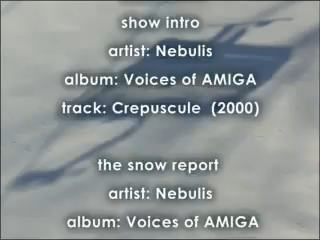 show intro
artist: Nebulis
album: Voices of AMIGA
track: Crepuscule (2000)
the snow report
artist: Nebulis
album: Voices of AMIGA